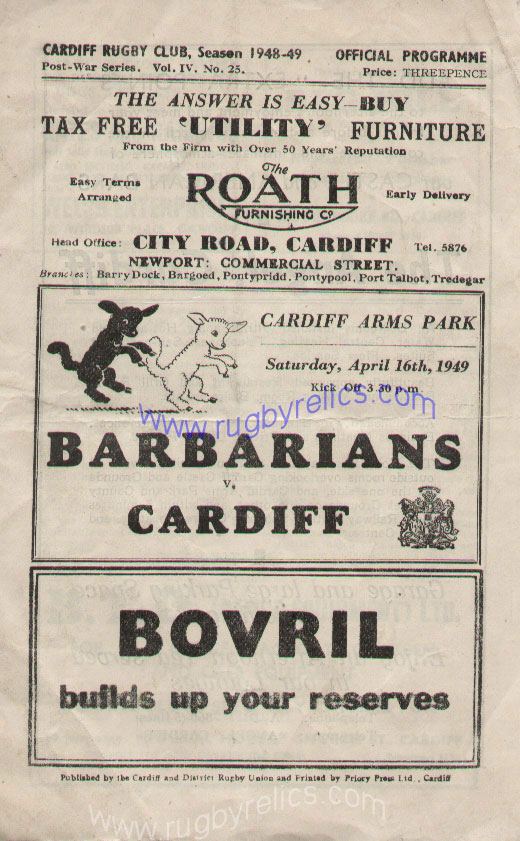 CARDIFF RUGBY CLUB, Season 1948-49 OFFICIAL PROGRAMME
Post-War Series. Vol. IV. No. 25. Price: THREEPENCE
THE ANSWER IS EASY—BUY
TAX FREE 'UTILITY' FURNITURE
From the Firm with Over 50 Years' Reputation
Easy Terms Arranged
The
ROATH
FURNISHING Co
Early Delivery
Head Office: CITY ROAD, CARDIFF Tel. 5876
NEWPORT: COMMERCIAL STREET.
Branches: Barry Dock, Bargoed, Pontypridd, Pontypool, Port Talbot, Tredegar
CARDIFF ARMS PARK
Saturday, April 16th, 1949
Kick Off 3.30 p.m.
www.rugbyrelics.com
BARBARIANS
v.
CARDIFF
BOVRIL
builds up your reserves
Published by the Cardiff and District Rugby Union and Printed by Priory Press Ltd., Cardiff
www.rugbyrelics.com